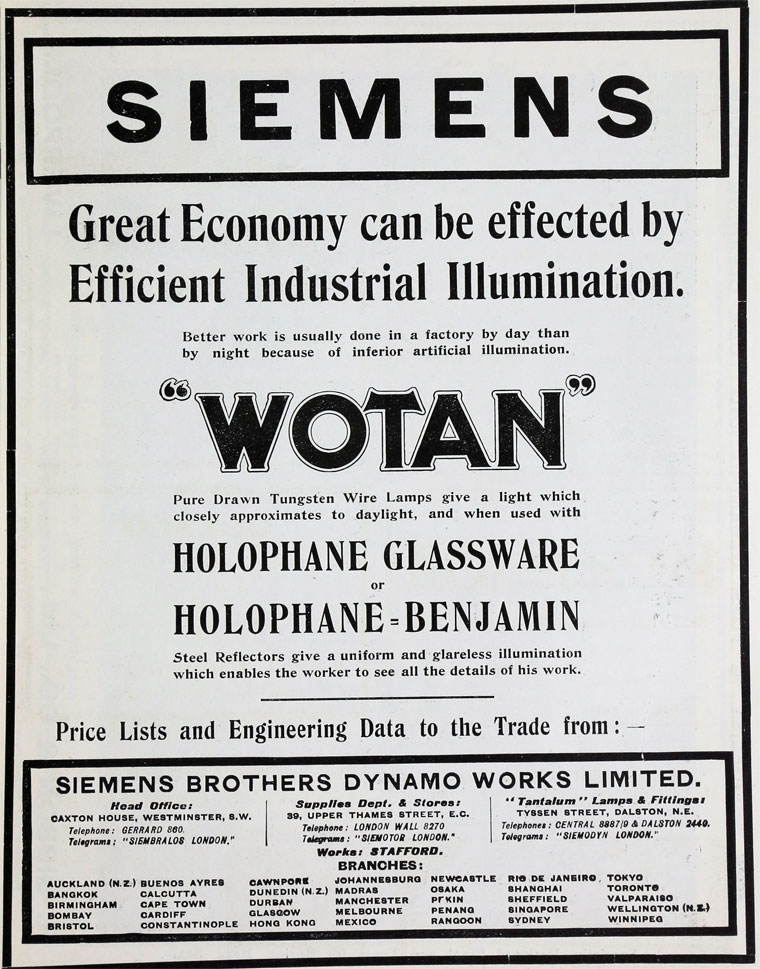 SIEMENS
Great Economy can be effected by
Efficient Industrial Illumination.
Better work is usually done in a factory by day than
by night because of inferior artificial illumination.
"WOTAN"
Pure Drawn Tungsten Wire Lamps give a light which
closely approximates to daylight, and when used with
HOLOPHANE GLASSWARE
or
HOLOPHANE=BENJAMIN
Steel Reflectors give a uniform and glareless illumination
which enables the worker to see all the details of his work.
Price Lists and Engineering Data to the Trade from:—
SIEMENS BROTHERS DYNAMO WORKS LIMITED.
Head Office:
CAXTON HOUSE, WESTMINSTER, S.W.
Telephone: GERRARD 860.
Telegrams: "SIEMBRALOS LONDON."
Supplies Dept. & Stores:
39, UPPER THAMES STREET, E.C.
Telephone: LONDON WALL 8270
Telegrams: "SIEMOTOR LONDON."
"Tantalum" Lamps & Fittings:
TYSSEN STREET, DALSTON, N.E.
Telephones: CENTRAL 8887/9 & DALSTON 2440.
Telegrams: "SIEMODYN LONDON."
Works: STAFFORD.
BRANCHES:
AUCKLAND (N.Z.) BUENOS AYRES CAWNPORE JOHANNESBURG NEWCASTLE RIO DE JANEIRO, TOKYO
BANGKOK CALCUTTA DUNEDIN (N.Z.) MADRAS OSAKA SHANGHAI TORONTO
BIRMINGHAM CAPE TOWN DURBAN MANCHESTER PEKIN SHEFFIELD VALPARAISO
BOMBAY CARDIFF GLASGOW MELBOURNE PENANG SINGAPORE WELLINGTON (N.Z.)
BRISTOL CONSTANTINOPLE HONG KONG MEXICO RANGOON SYDNEY WINNIPEG